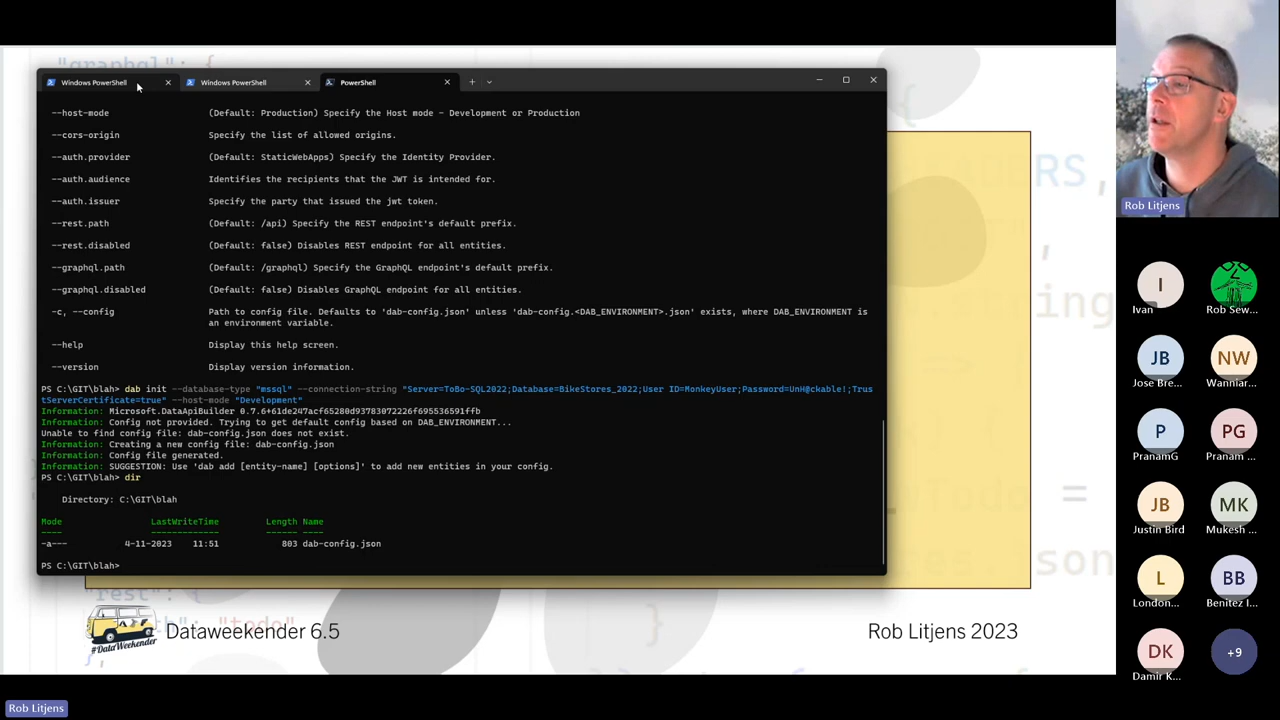 "graphql": {
Windows PowerShell
Windows PowerShell
PowerShell
--host-mode (Default: Production) Specify the Host mode - Development or Production
--cors-origin Specify the list of allowed origins.
--auth.provider (Default: StaticWebApps) Specify the Identity Provider.
--auth.audience Identifies the recipients that the JWT is intended for.
--auth.issuer Specify the party that issued the jwt token.
--rest.path (Default: /api) Specify the REST endpoint's default prefix.
--rest.disabled (Default: false) Disables REST endpoint for all entities.
--graphql.path (Default: /graphql) Specify the GraphQL endpoint's default prefix.
--graphql.disabled (Default: false) Disables GraphQL endpoint for all entities.
-c, --config Path to config file. Defaults to 'dab-config.json' unless 'dab-config.<DAB_ENVIRONMENT>.json' exists, where DAB_ENVIRONMENT is
an environment variable.
--help Display this help screen.
--version Display version information.
PS C:\GIT\blah> dab init --database-type "mssql" --connection-string "Server=ToBo-SQL2022;Database=BikeStores_2022;User ID=MonkeyUser;Password=UnH@ckable!;Trus
tServerCertificate=true" --host-mode "Development"
Information: Microsoft.DataApiBuilder 0.7.6+61de247acf65280d93783072226f695536591ffb
Information: Config not provided. Trying to get default config based on DAB_ENVIRONMENT...
Unable to find config file: dab-config.json does not exist.
Information: Creating a new config file: dab-config.json
Information: Config file generated.
Information: SUGGESTION: Use 'dab add [entity-name] [options]' to add new entities in your config.
PS C:\GIT\blah> dir
Directory: C:\GIT\blah
Mode LastWriteTime Length Name
---- ------------- ------ ----
-a--- 4-11-2023 11:51 803 dab-config.json
PS C:\GIT\blah>
"rest": {
#DataWeekender
Dataweekender 6.5
Rob Litjens 2023
Rob Litjens
I
Ivan
Rob Sew...
JB
Jose Bre...
NW
Wanniar...
P
PranamG
PG
Pranam ...
JB
Justin Bird
MK
Mukesh ...
L
London...
BB
Benitez I...
DK
Damir K...
+9
Rob Litjens